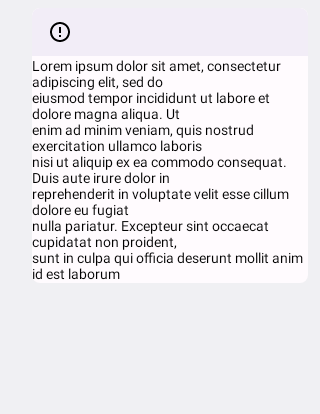 Lorem ipsum dolor sit amet, consectetur
adipiscing elit, sed do
eiusmod tempor incididunt ut labore et
dolore magna aliqua. Ut
enim ad minim veniam, quis nostrud
exercitation ullamco laboris
nisi ut aliquip ex ea commodo consequat.
Duis aute irure dolor in
reprehenderit in voluptate velit esse cillum
dolore eu fugiat
nulla pariatur. Excepteur sint occaecat
cupidatat non proident,
sunt in culpa qui officia deserunt mollit anim
id est laborum